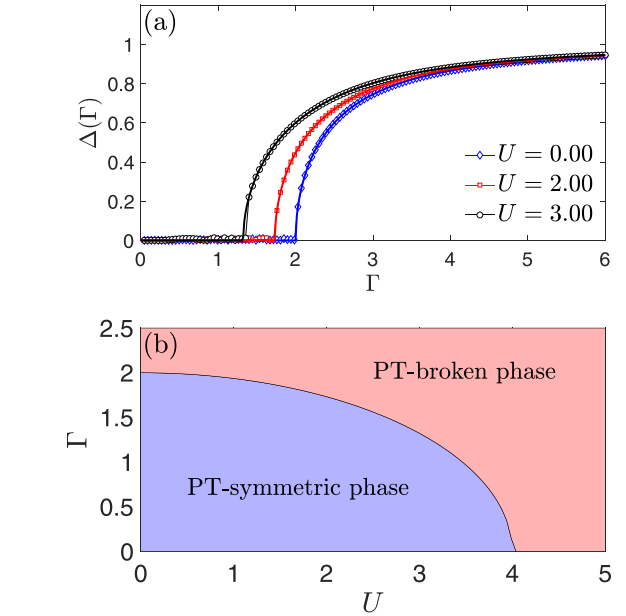 (a)
Δ(Γ)
1
0.8
0.6
0.4
0.2
0
U = 0.00
U = 2.00
U = 3.00
0 1 2 3 4 5 6
Γ
(b)
Γ
2.5
2
1.5
1
0.5
0
PT-broken phase
PT-symmetric phase
0 1 2 3 4 5
U